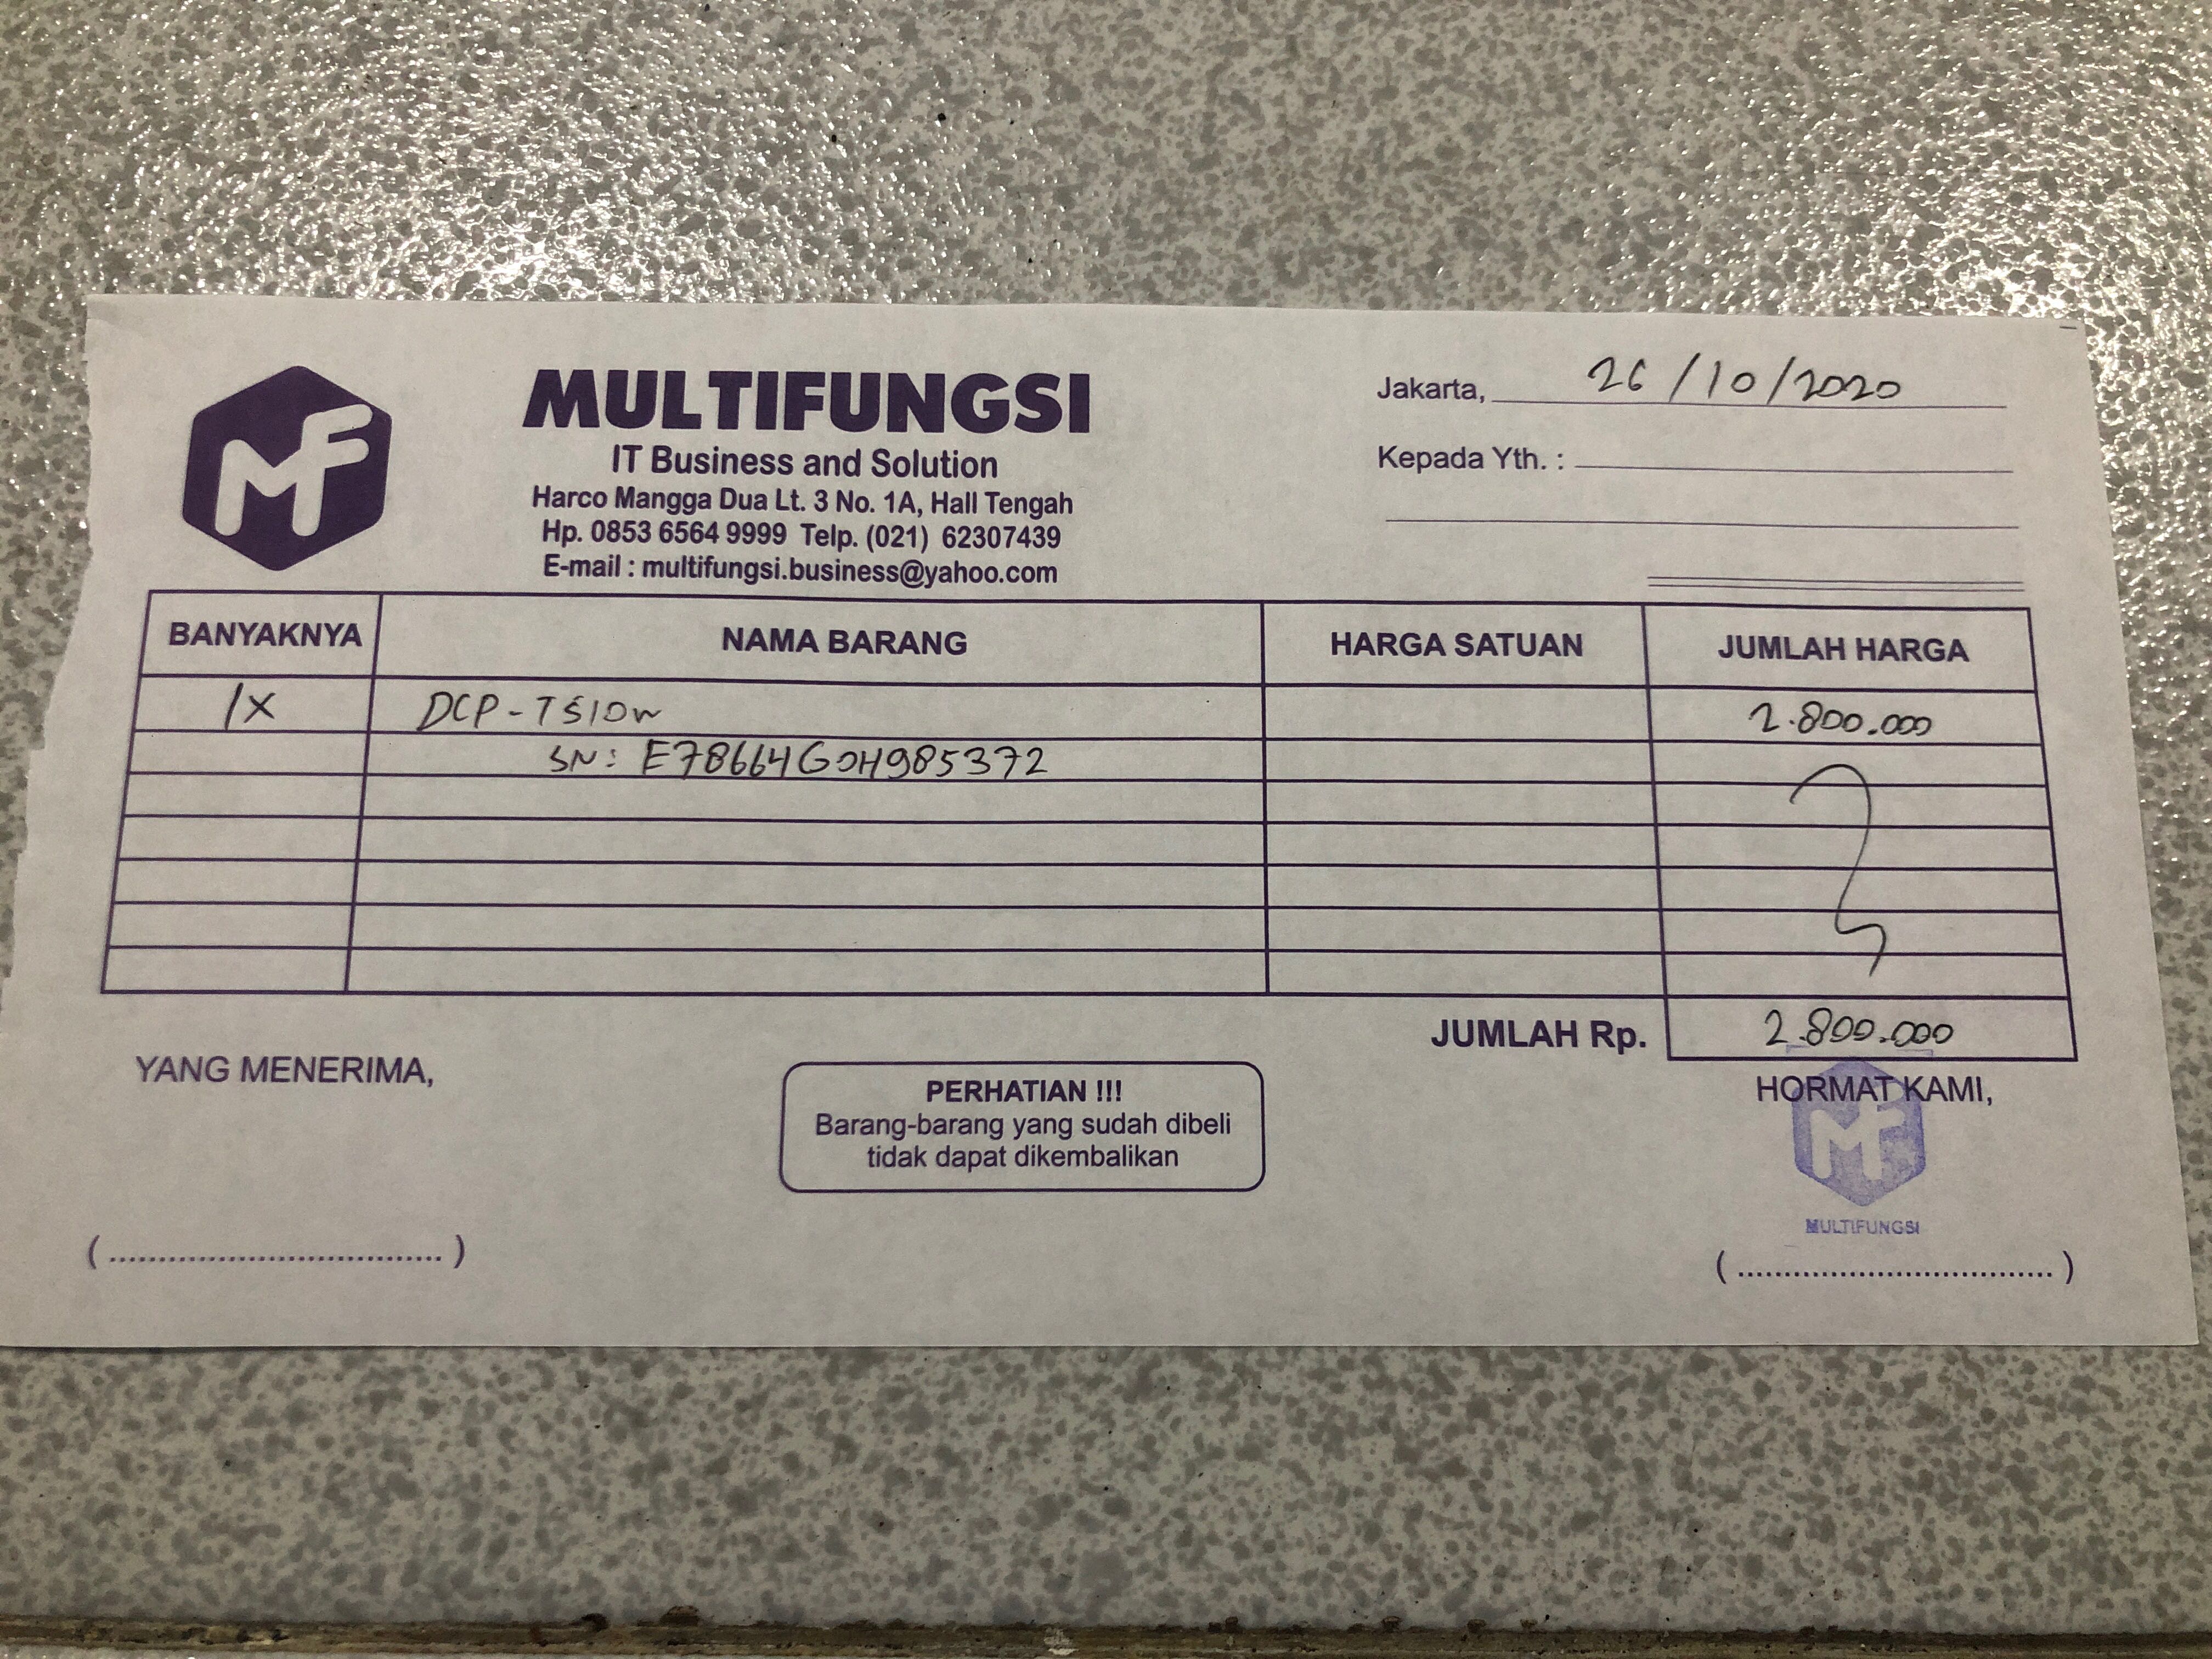 MF
MULTIFUNGSI
IT Business and Solution
Harco Mangga Dua Lt. 3 No. 1A, Hall Tengah
Hp. 0853 6564 9999 Telp. (021) 62307439
E-mail : multifungsi.business@yahoo.com
Jakarta, 26/10/2020
Kepada Yth. :
BANYAKNYA NAMA BARANG HARGA SATUAN JUMLAH HARGA
1X DCP-T510W 2.800.000
SN: E78664G0H985372
JUMLAH Rp. 2.800.000
YANG MENERIMA,
PERHATIAN !!!
Barang-barang yang sudah dibeli
tidak dapat dikembalikan
HORMAT KAMI,
MF
MULTIFUNGSI
(..................................)
(..................................)